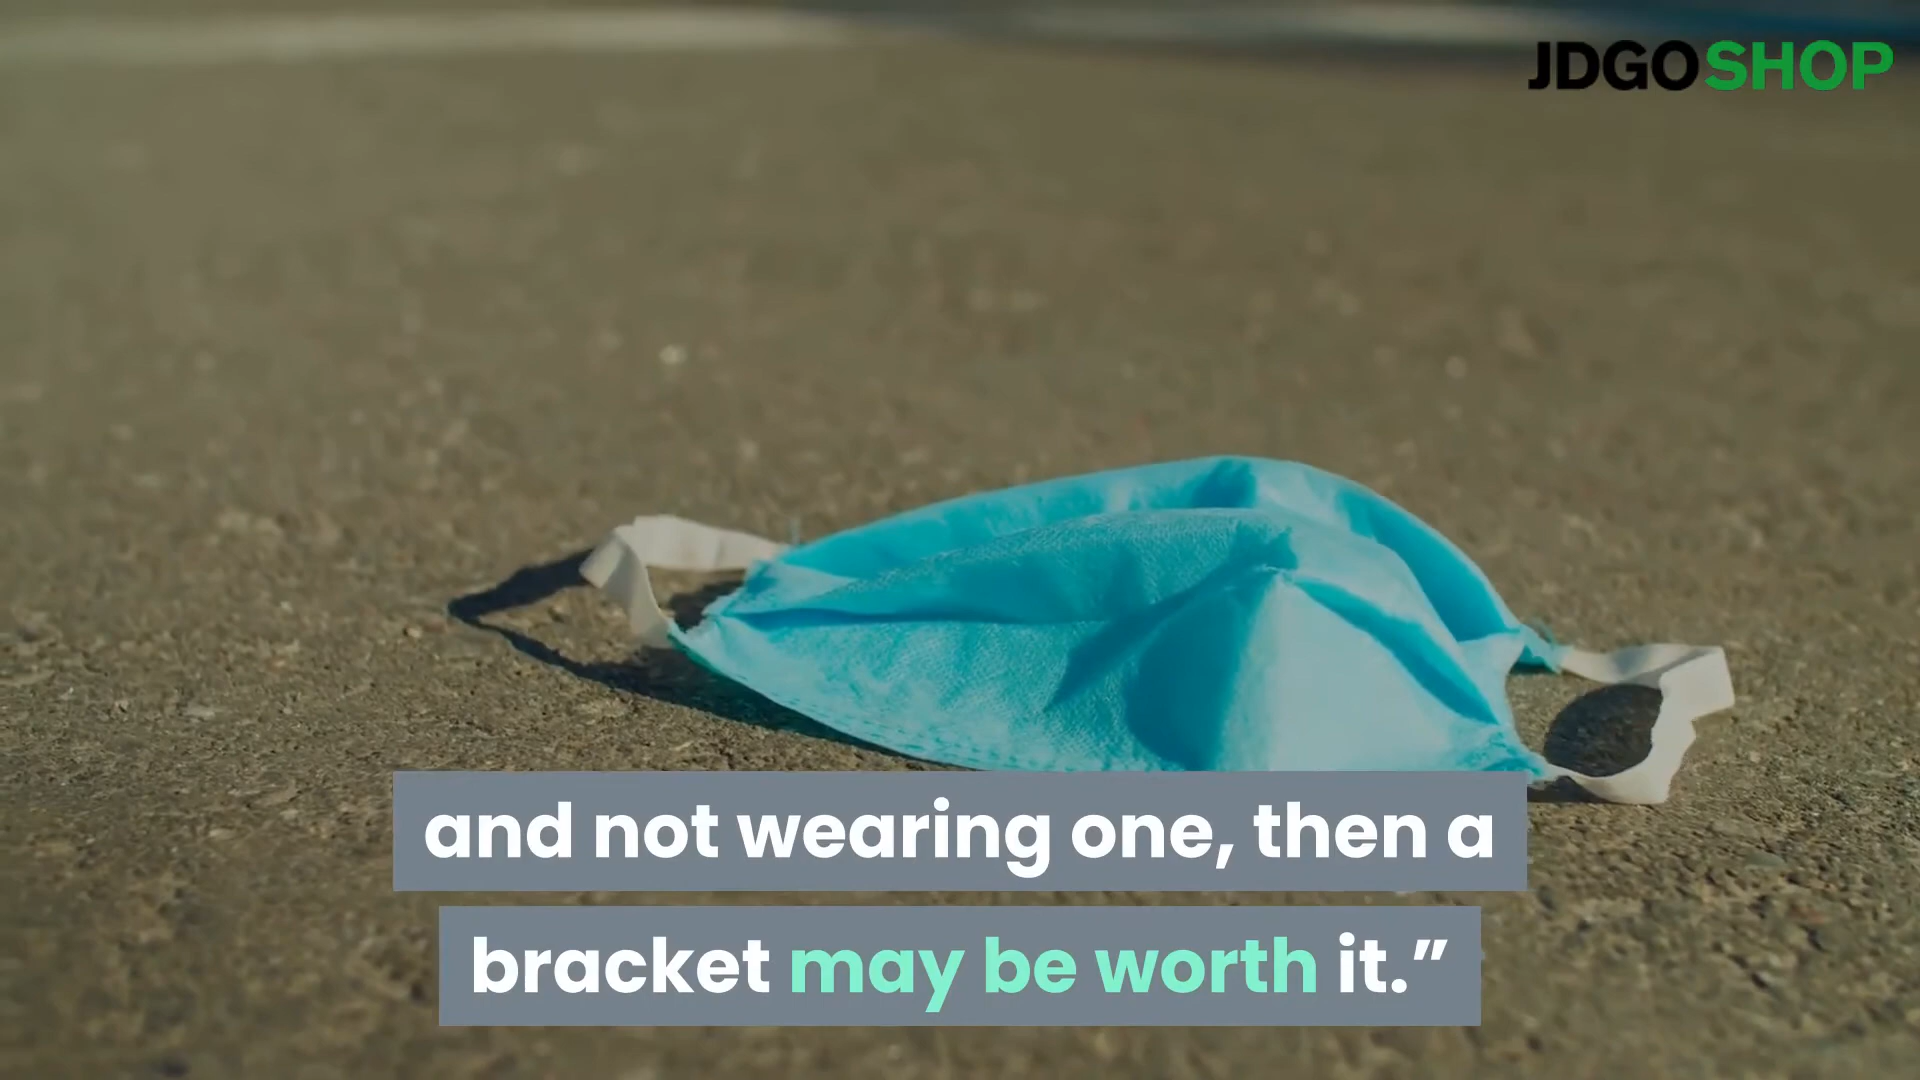 JDGOSHOP
and not wearing one, then a
bracket may be worth it.”